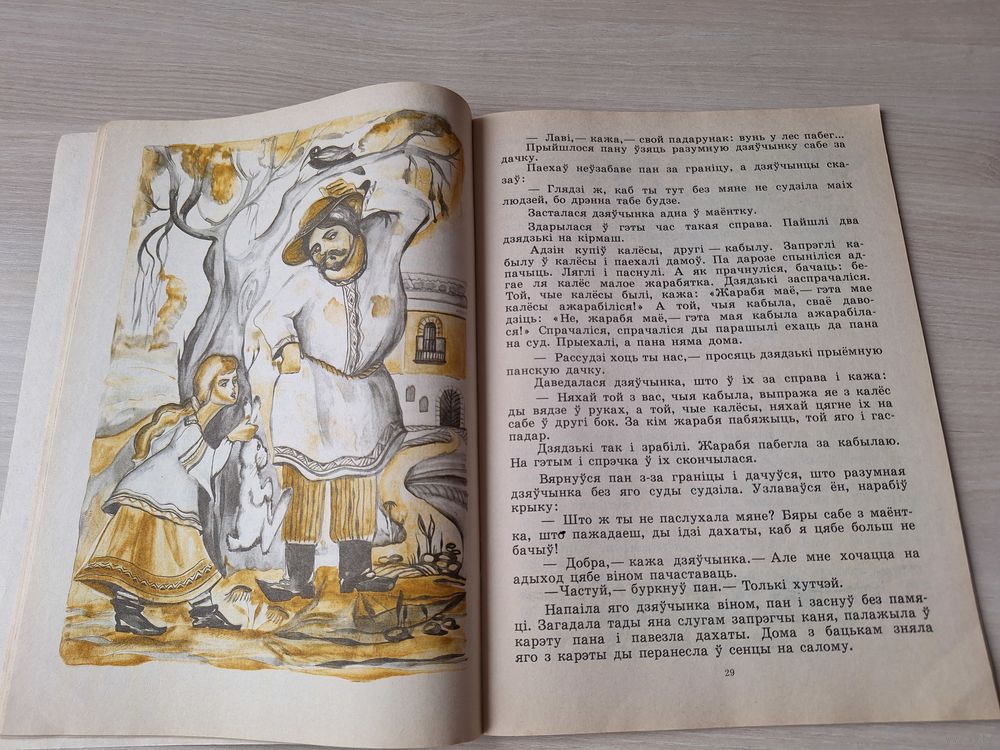 — Лаві,— кажа,— свой падарунак: вунь у лес пабег...
Прыйшлося пану ўзяць разумную дзяўчынку сабе за
дачку.
Паехаў неўзабаве пан за граніцу, а дзяўчынцы ска-
заў:
— Глядзі ж, каб ты тут без мяне не судзіла маіх
людзей, бо дрэнна табе будзе.
Засталася дзяўчынка адна ў маёнтку.
Здарылася ў гэты час такая справа. Пайшлі два
дзядзькі на кірмаш.
Адзін купіў калёсы, другі — кабылу. Запрэглі ка-
былу ў калёсы і паехалі дамоў. Па дарозе спыніліся ад-
пачыць. Ляглі і паснулі. А як прачнуліся, бачаць: бе-
гае ля калёс малое жарабятка. Дзядзькі заспрачаліся.
Той, чые калёсы былі, кажа: «Жарабя маё,— гэта мае
калёсы ажарабіліся!» А той, чыя кабыла, сваё даво-
дзіць: «Не, жарабя маё,— гэта мая кабыла ажарабіла-
ся!» Спрачаліся, спрачаліся ды парашылі ехаць да пана
на суд. Прыехалі, а пана няма дома.
— Рассудзі хоць ты нас,— просяць дзядзькі прыёмную
панскую дачку.
Даведалася дзяўчынка, што ў іх за справа і кажа:
— Няхай той з вас, чыя кабыла, выпража яе з калёс
ды вядзе ў руках, а той, чые калёсы, няхай цягне іх на
сабе ў другі бок. За кім жарабя пабяжыць, той яго і гас-
падар.
Дзядзькі так і зрабілі. Жарабя пабегла за кабылаю.
На гэтым і спрэчка ў іх скончылася.
Вярнуўся пан з-за граніцы і дачуўся, што разумная
дзяўчынка без яго суды судзіла. Узлаваўся ён, нарабіў
крыку:
— Што ж ты не паслухала мяне? Бяры сабе з маёнт-
ка, што пажадаеш, ды ідзі дахаты, каб я цябе больш не
бачыў!
— Добра,— кажа дзяўчынка.— Але мне хочацца на
адыход цябе віном пачаставаць.
—Частуй,— буркнуў пан.— Толькі хутчэй.
Напаіла яго дзяўчынка віном, пан і заснуў без памя-
ці. Загадала тады яна слугам запрэгчы каня, палажыла ў
карэту пана і павезла дахаты. Дома з бацькам зняла
яго з карэты ды перанесла ў сенцы на салому.
29